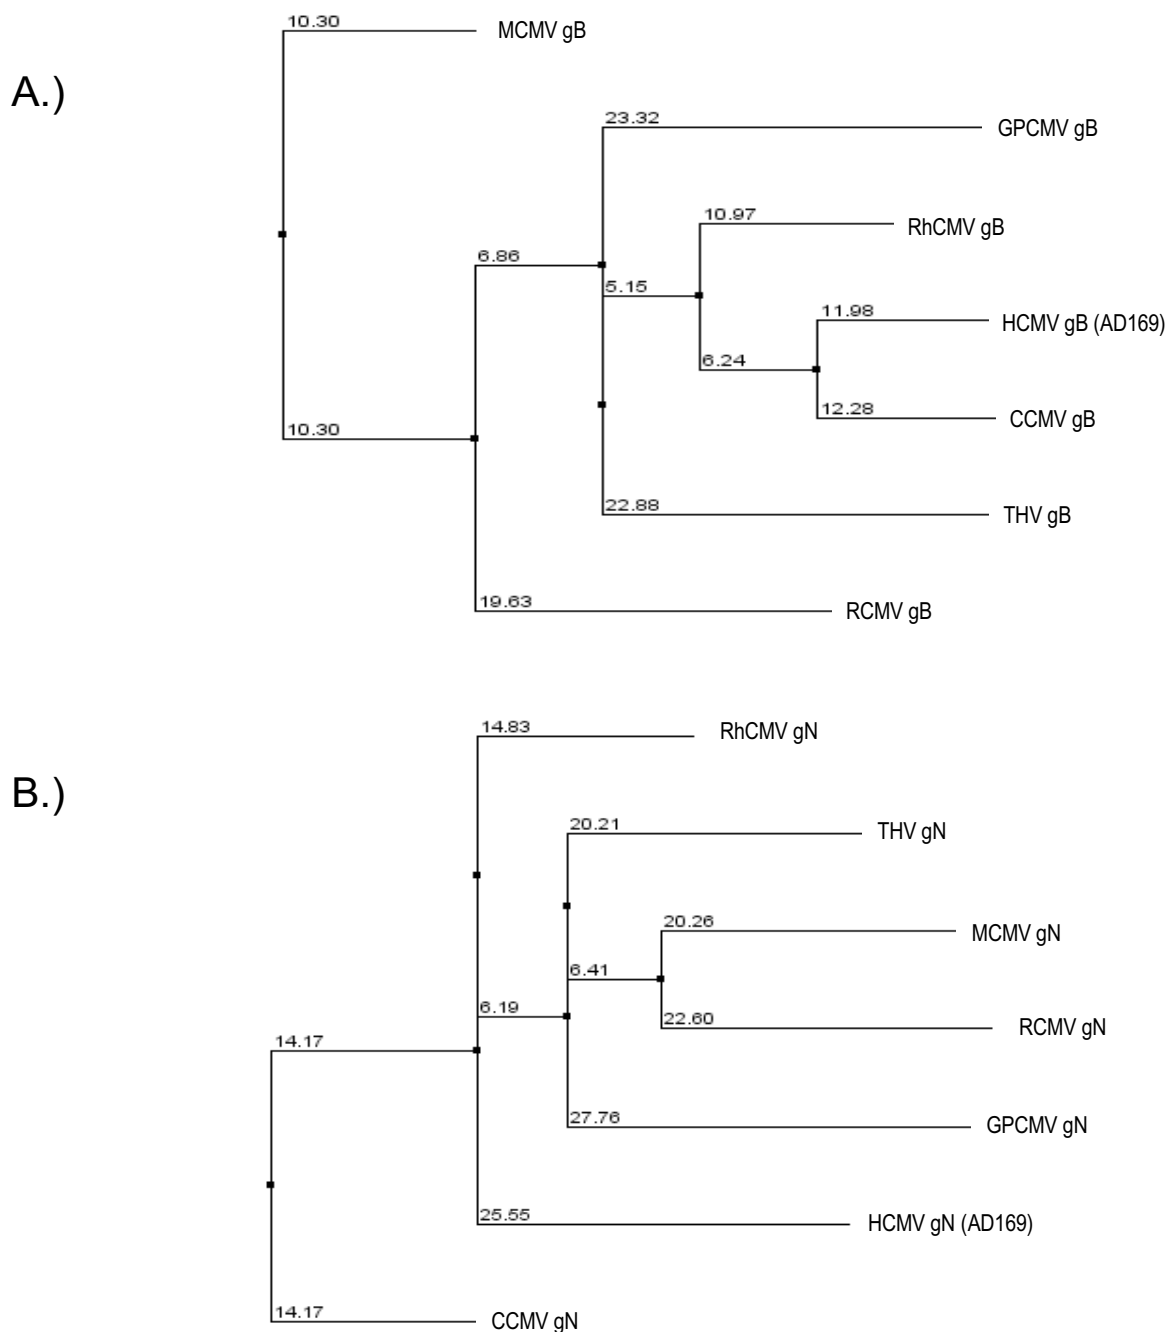 10.30 MCMV gB
A.)
23.32 GPCMV gB
10.97 RhCMV gB
6.86
5.15
11.98 HCMV gB (AD169)
6.24
12.28 CCMV gB
10.30
22.88 THV gB
19.63 RCMV gB
14.83 RhCMV gN
B.)
20.21 THV gN
20.26 MCMV gN
6.41
6.19
22.60 RCMV gN
14.17
27.76 GPCMV gN
25.55 HCMV gN (AD169)
14.17 CCMV gN